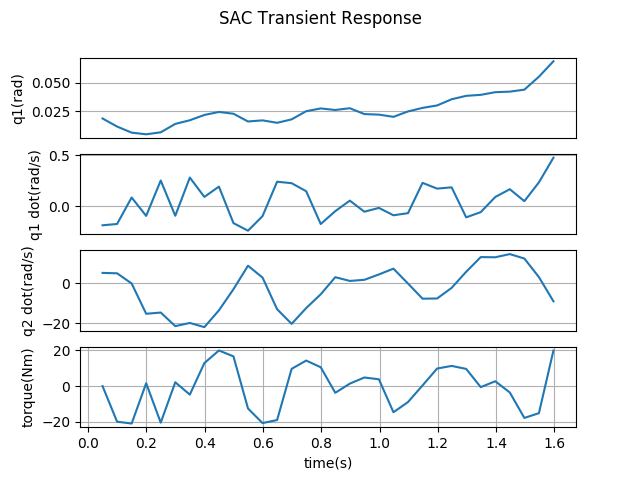 SAC Transient Response
q1(rad)
0.050
0.025
q1 dot(rad/s)
0.5
0.0
q2 dot(rad/s)
0
−20
torque(Nm)
20
0
−20
0.0 0.2 0.4 0.6 0.8 1.0 1.2 1.4 1.6
time(s)